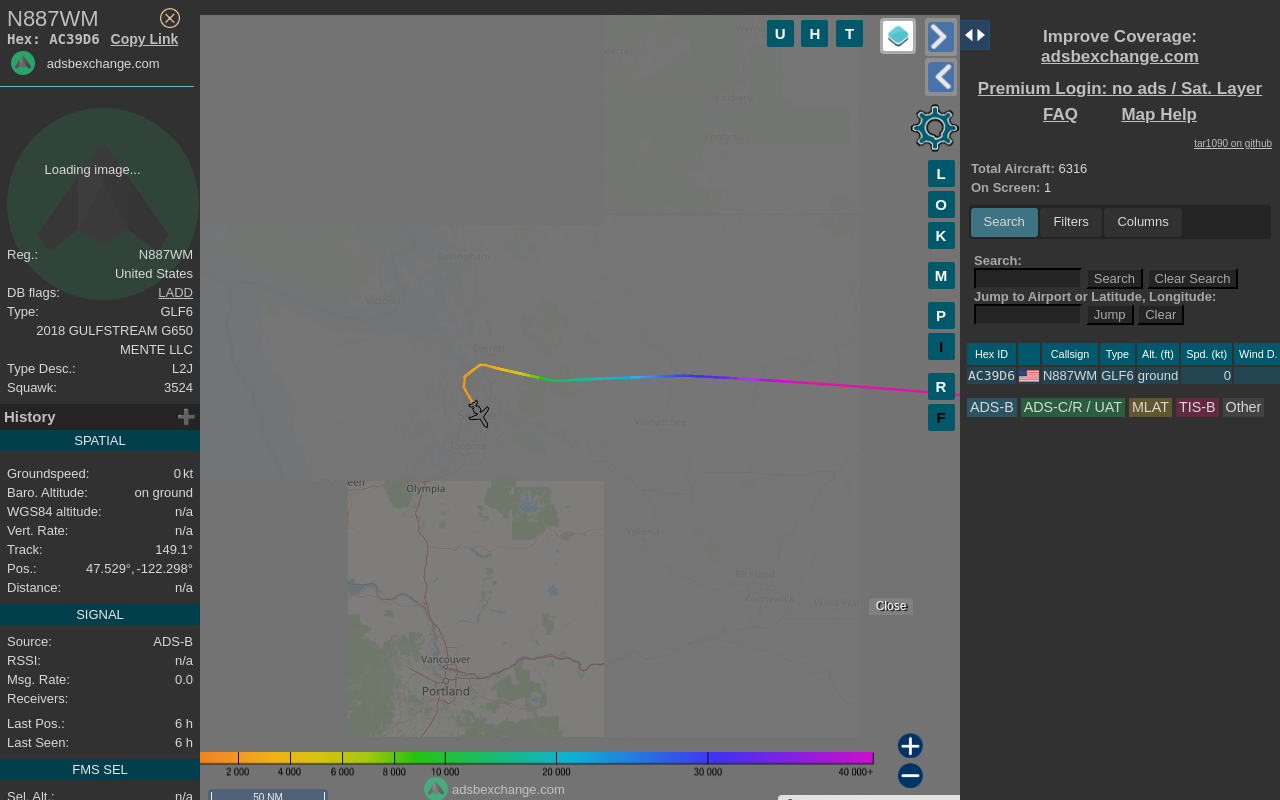 N887WM
Hex: AC39D6 Copy Link
adsbexchange.com
Loading image...
Reg.: N887WM
United States
DB flags: LADD
Type: GLF6
2018 GULFSTREAM G650
MENTE LLC
Type Desc.: L2J
Squawk: 3524
History
SPATIAL
Groundspeed: 0 kt
Baro. Altitude: on ground
WGS84 altitude: n/a
Vert. Rate: n/a
Track: 149.1°
Pos.: 47.529°, -122.298°
Distance: n/a
SIGNAL
Source: ADS-B
RSSI: n/a
Msg. Rate: 0.0
Receivers:
Last Pos.: 6 h
Last Seen: 6 h
FMS SEL
Sel. Alt.: n/a
U H T
L
O
K
M
P
I
R
F
Kelowna
Bellingham
Victoria
Everett
Tacoma
Wenatchee
Olympia
Yakima
Richland
Kennewick
Vancouver
Portland
Close
2 000 4 000 6 000 8 000 10 000 20 000 30 000 40 000+
adsbexchange.com
50 NM
Improve Coverage:
adsbexchange.com
Premium Login: no ads / Sat. Layer
FAQ Map Help
tar1090 on github
Total Aircraft: 6316
On Screen: 1
Search Filters Columns
Search:
Search Clear Search
Jump to Airport or Latitude, Longitude:
Jump Clear
Hex ID Callsign Type Alt. (ft) Spd. (kt) Wind D.
AC39D6 N887WM GLF6 ground 0
ADS-B ADS-C/R / UAT MLAT TIS-B Other